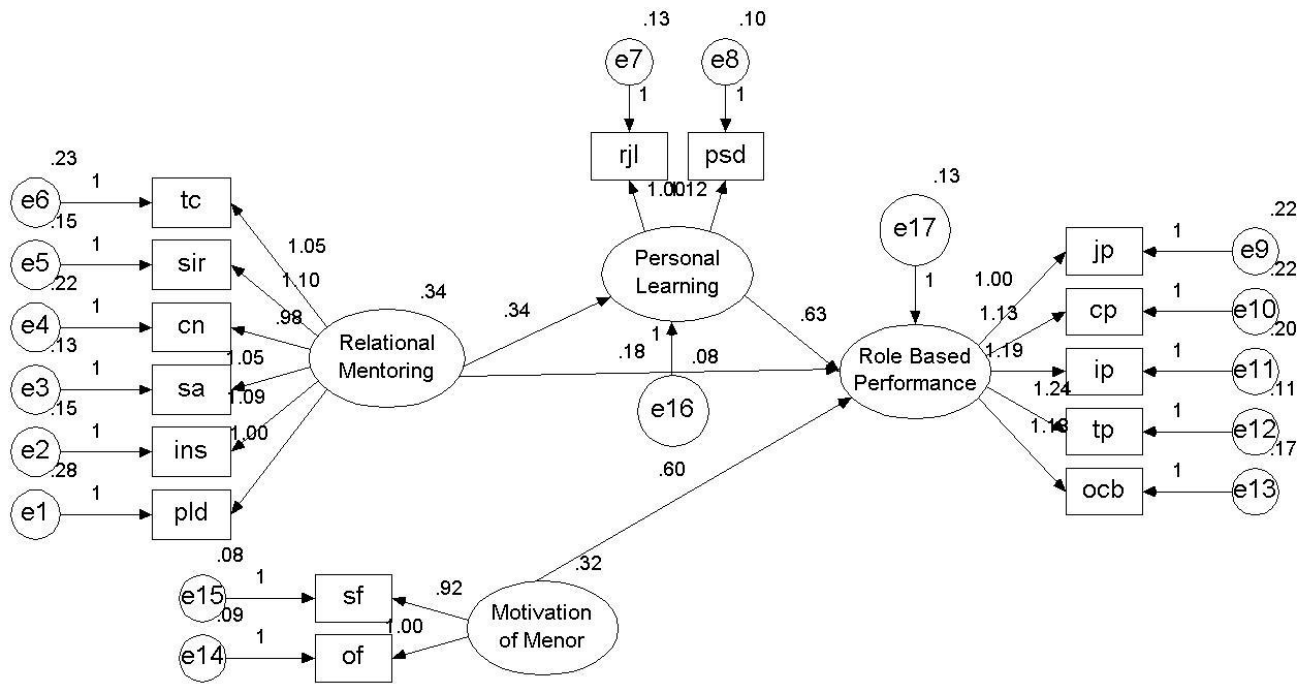 .13
.10
e7
e8
1
1
rjl
psd
1.00
1.12
.23
e6
1
tc
.15
e5
1
sir
.22
e4
1
cn
.13
e3
1
sa
.15
e2
1
ins
.28
e1
1
pld
1.05
1.10
.98
1.05
1.09
1.00
.34
Relational
Mentoring
.34
Personal
Learning
1
.18
e16
.63
.08
.13
e17
1
Role Based
Performance
1.00
1.13
1.19
1.24
jp
1
e9
.22
cp
1
e10
.22
ip
1
e11
.20
tp
1
e12
.11
ocb
1
e13
.17
.60
.32
Motivation
of Menor
.92
1.00
.08
e15
1
sf
.09
e14
1
of